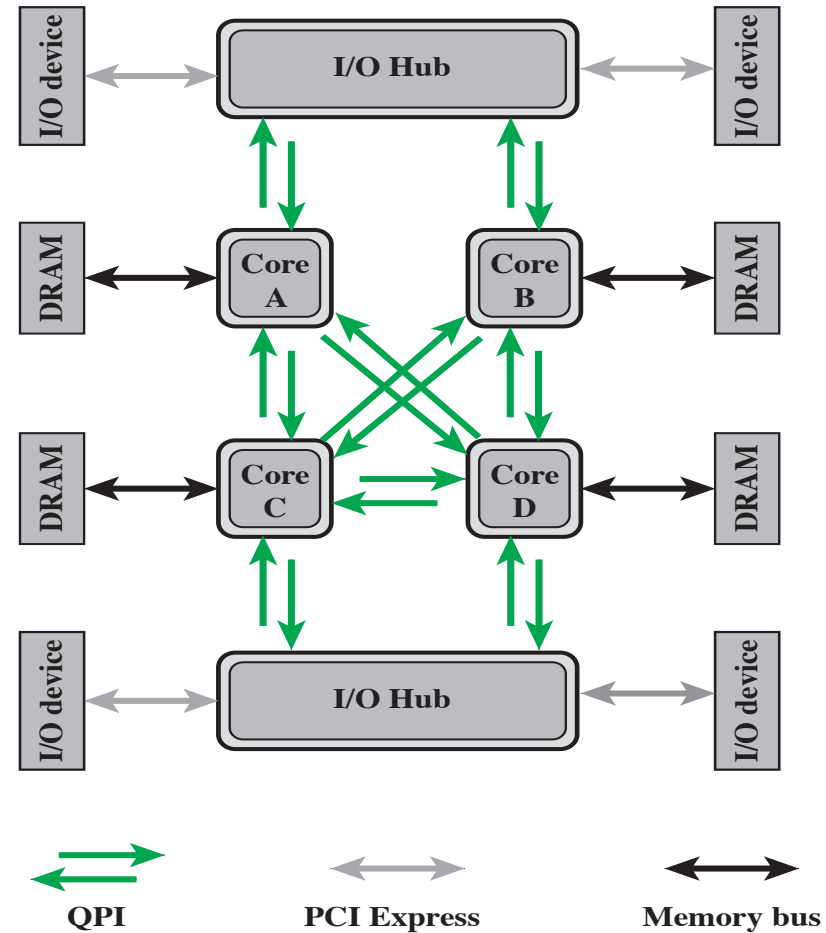 I/O device
I/O Hub
I/O device
DRAM
Core
A
Core
B
DRAM
DRAM
Core
C
Core
D
DRAM
I/O device
I/O Hub
I/O device
QPI
PCI Express
Memory bus